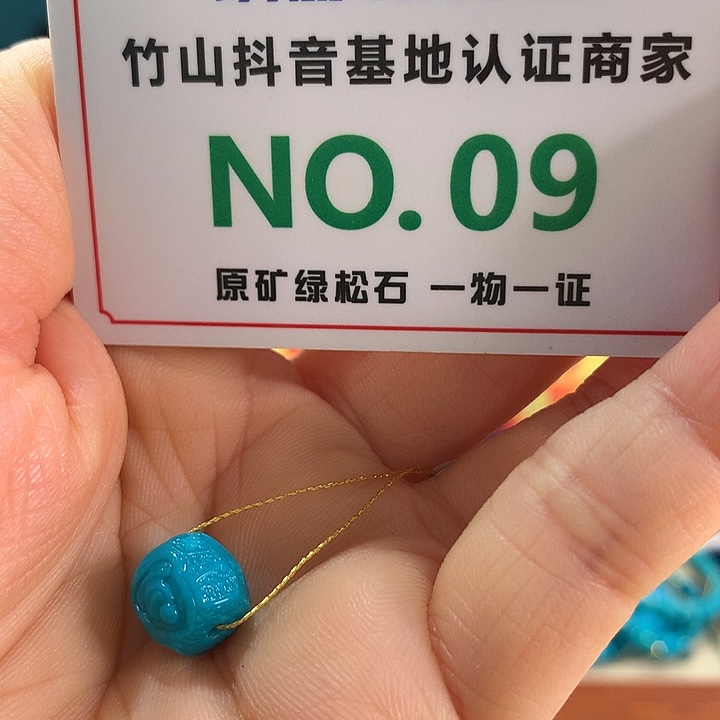 竹山抖音基地认证商家
NO.09
原矿绿松石 一物一证